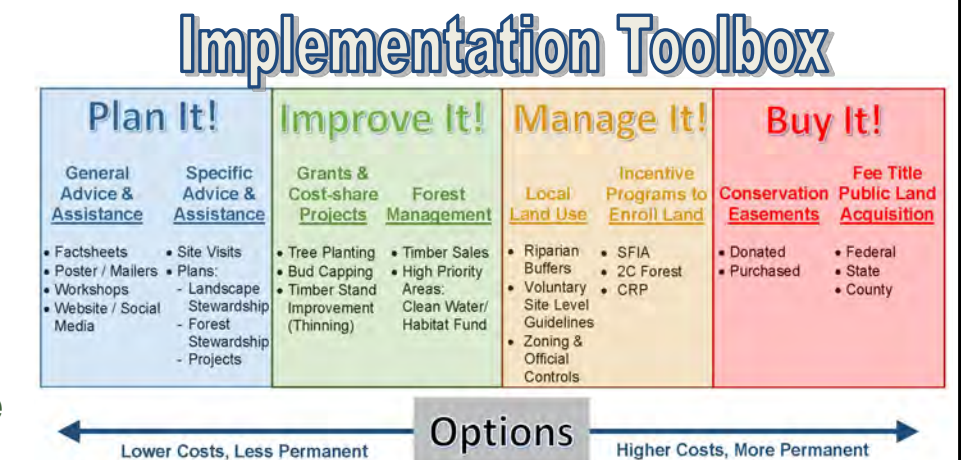 Implementation Toolbox
Plan It!
General
Advice &
Assistance
• Factsheets
• Poster / Mailers
• Workshops
• Website / Social
Media
Specific
Advice &
Assistance
• Site Visits
• Plans:
- Landscape
Stewardship
- Forest
Stewardship
- Projects
Improve It!
Grants &
Cost-share
Projects
• Tree Planting
• Bud Capping
• Timber Stand
Improvement
(Thinning)
Forest
Management
• Timber Sales
• High Priority
Areas:
Clean Water/
Habitat Fund
Manage It!
Local
Land Use
• Riparian
Buffers
• Voluntary
Site Level
Guidelines
• Zoning &
Official
Controls
Incentive
Programs to
Enroll Land
• SFIA
• 2C Forest
• CRP
Buy It!
Conservation
Easements
• Donated
• Purchased
Fee Title
Public Land
Acquisition
• Federal
• State
• County
e
Options
Lower Costs, Less Permanent
Higher Costs, More Permanent